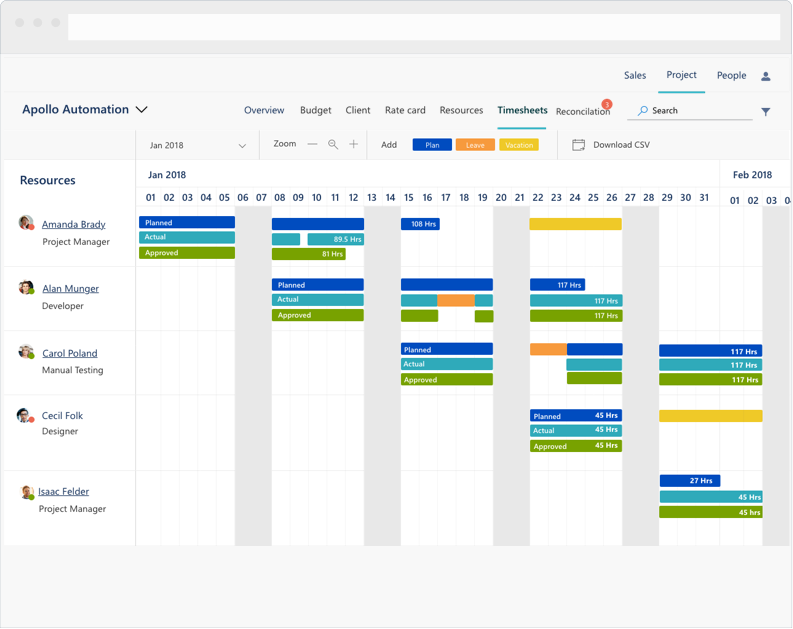 Sales Project People
Apollo Automation Overview Budget Client Rate card Resources Timesheets Reconcilation 3 Search
Jan 2018 Zoom Add Plan Leave Vacation Download CSV
Resources Jan 2018 Feb 2018
01 02 03 04 05 06 07 08 09 10 11 12 13 14 15 16 17 18 19 20 21 22 23 24 25 26 27 28 29 30 31 01 02 03
Amanda Brady Planned 108 Hrs
Project Manager Actual 89.5 Hrs
Approved 81 Hrs
Alan Munger Planned 117 Hrs
Developer Actual 117 Hrs
Approved 117 Hrs
Carol Poland Planned 117 Hrs
Manual Testing Actual 117 Hrs
Approved 117 Hrs
Cecil Folk Planned 45 Hrs
Designer Actual 45 Hrs
Approved 45 Hrs
27 Hrs
Isaac Felder 45 Hrs
Project Manager 45 hrs